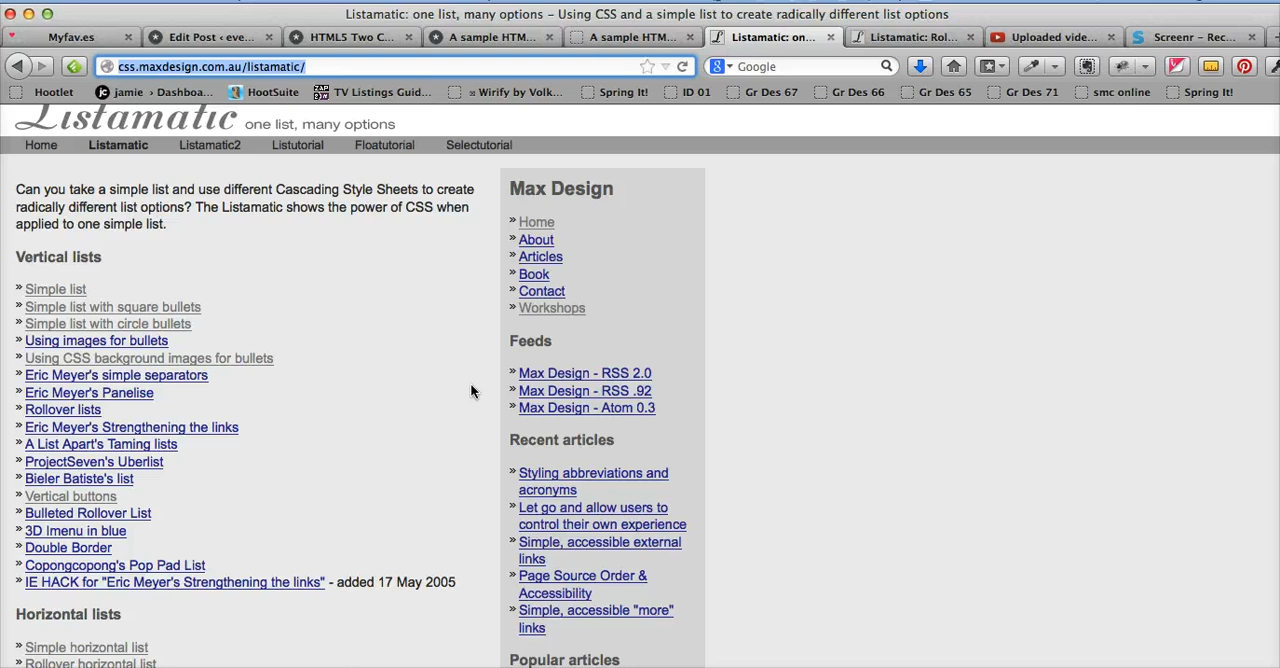 Listamatic: one list, many options – Using CSS and a simple list to create radically different list options
Myfav.es
Edit Post ‹ eve...
HTML5 Two C...
A sample HTM...
A sample HTM...
Listamatic: on...
Listamatic: Rol...
Uploaded vide...
Screenr - Rec...
css.maxdesign.com.au/listamatic/
Google
Hootlet
jamie › Dashboa...
HootSuite
TV Listings Guid...
:: Wirify by Volk...
Spring It!
ID 01
Gr Des 67
Gr Des 66
Gr Des 65
Gr Des 71
smc online
Spring It!
Listamatic one list, many options
Home
Listamatic
Listamatic2
Listutorial
Floatutorial
Selectutorial
Can you take a simple list and use different Cascading Style Sheets to create
radically different list options? The Listamatic shows the power of CSS when
applied to one simple list.
Vertical lists
» Simple list
» Simple list with square bullets
» Simple list with circle bullets
» Using images for bullets
» Using CSS background images for bullets
» Eric Meyer's simple separators
» Eric Meyer's Panelise
» Rollover lists
» Eric Meyer's Strengthening the links
» A List Apart's Taming lists
» ProjectSeven's Uberlist
» Bieler Batiste's list
» Vertical buttons
» Bulleted Rollover List
» 3D Imenu in blue
» Double Border
» Copongcopong's Pop Pad List
» IE HACK for "Eric Meyer's Strengthening the links" - added 17 May 2005
Horizontal lists
» Simple horizontal list
» Rollover horizontal list
Max Design
» Home
» About
» Articles
» Book
» Contact
» Workshops
Feeds
» Max Design - RSS 2.0
» Max Design - RSS .92
» Max Design - Atom 0.3
Recent articles
» Styling abbreviations and
acronyms
» Let go and allow users to
control their own experience
» Simple, accessible external
links
» Page Source Order &
Accessibility
» Simple, accessible "more"
links
Popular articles